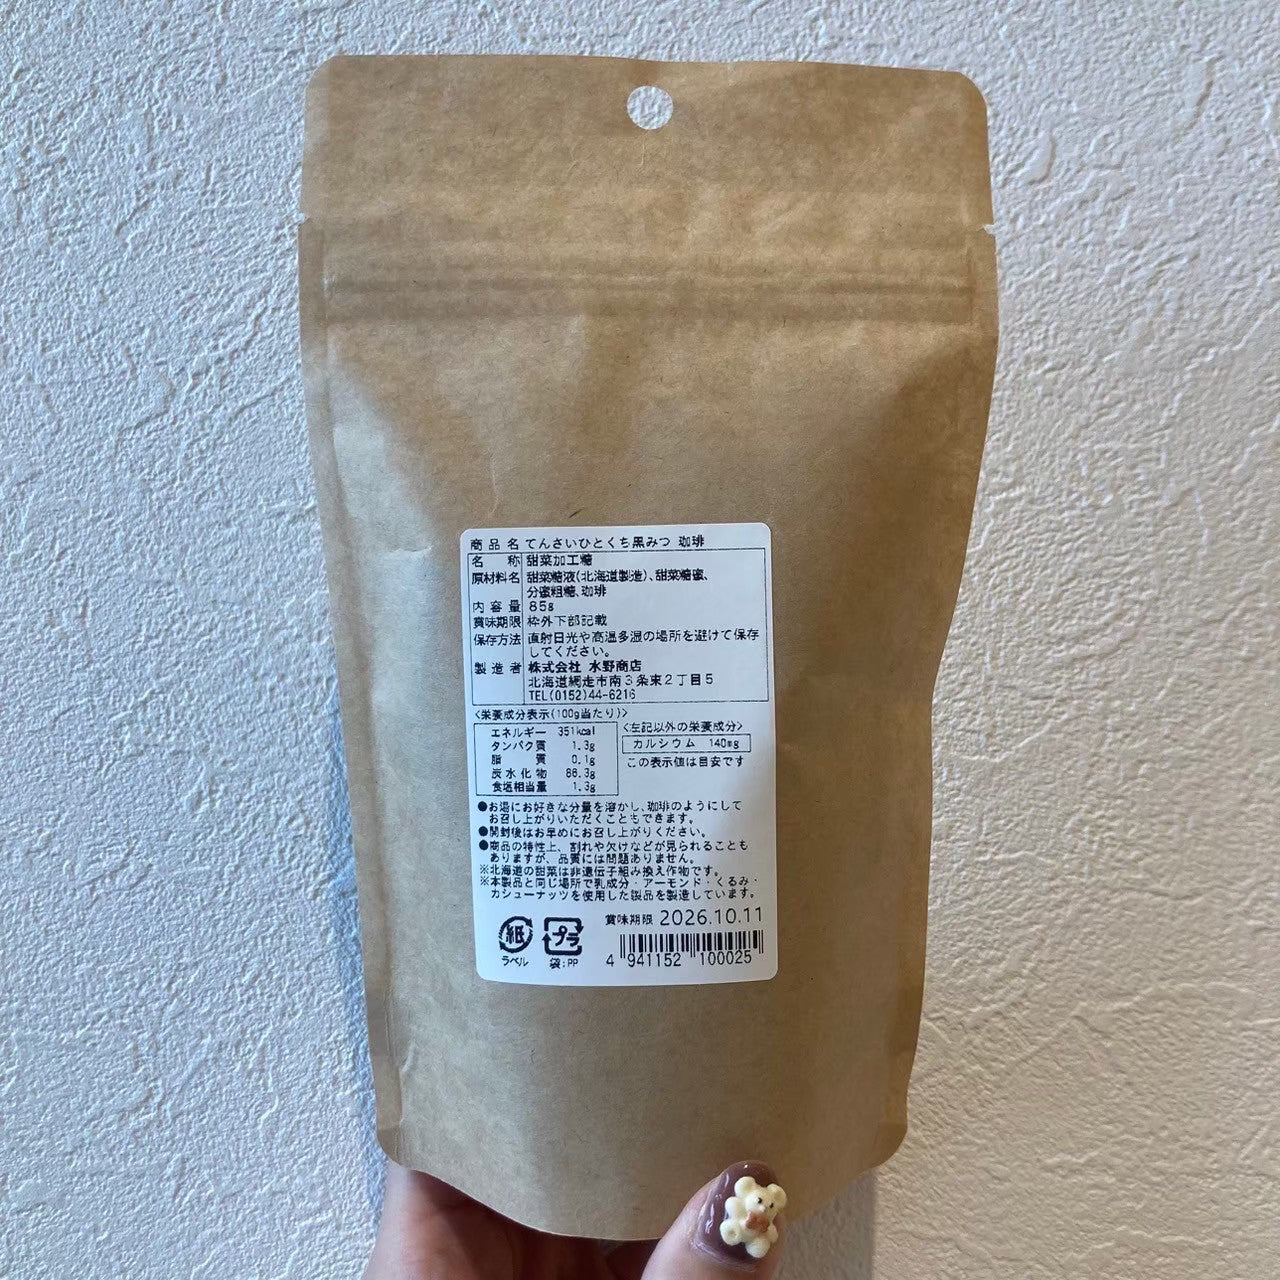 商品名 てんさいひとくち黒みつ 珈琲
名称 甜菜加工糖
原材料名 甜菜糖液(北海道製造)、甜菜糖蜜、
分蜜粗糖、珈琲
内容量 85g
賞味期限 枠外下部記載
保存方法 直射日光や高温多湿の場所を避けて保存
してください。
製造者 株式会社 水野商店
北海道網走市南3条東2丁目5
TEL(0152)44-6216
<栄養成分表示(100g当たり)>
エネルギー 351kcal
タンパク質 1.3g
脂質 0.1g
炭水化物 86.3g
食塩相当量 1.3g
<左記以外の栄養成分>
カルシウム 140mg
この表示値は目安です
●お湯にお好きな分量を溶かし、珈琲のようにして
お召し上がりいただくこともできます。
●開封後はお早めにお召し上がりください。
●商品の特性上、割れや欠けなどが見られることも
ありますが、品質には問題ありません。
※北海道の甜菜は非遺伝子組み換え作物です。
※本製品と同じ場所で乳成分・アーモンド・くるみ・
カシューナッツを使用した製品を製造しています。
賞味期限 2026.10.11
紙
ラベル
プラ
袋:PP
4 941152 100025